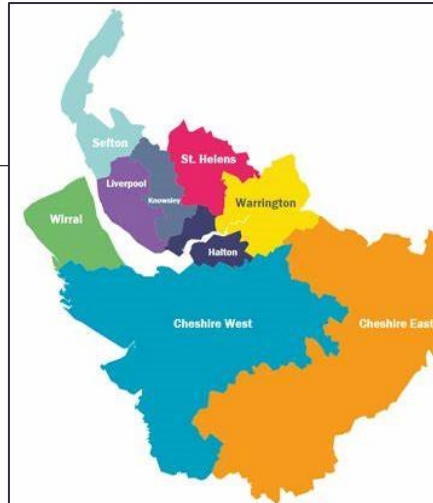 Sefton
St. Helens
Liverpool
Knowsley
Wirral
Warrington
Halton
Cheshire West
Cheshire East